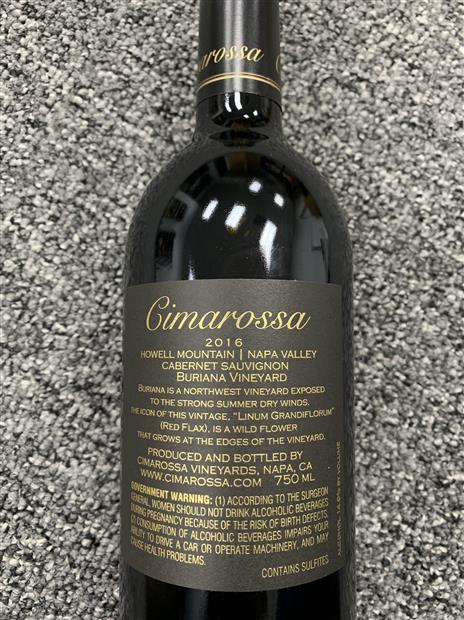 Cimarossa
Cimarossa
2016
HOWELL MOUNTAIN | NAPA VALLEY
CABERNET SAUVIGNON
BURIANA VINEYARD
BURIANA IS A NORTHWEST VINEYARD EXPOSED
TO THE STRONG SUMMER DRY WINDS.
THE ICON OF THIS VINTAGE, "LINUM GRANDIFLORUM"
(RED FLAX), IS A WILD FLOWER
THAT GROWS AT THE EDGES OF THE VINEYARD.
PRODUCED AND BOTTLED BY
CIMAROSSA VINEYARDS, NAPA, CA
WWW.CIMAROSSA.COM 750 ML
GOVERNMENT WARNING: (1) ACCORDING TO THE SURGEON
GENERAL, WOMEN SHOULD NOT DRINK ALCOHOLIC BEVERAGES
DURING PREGNANCY BECAUSE OF THE RISK OF BIRTH DEFECTS.
(2) CONSUMPTION OF ALCOHOLIC BEVERAGES IMPAIRS YOUR
ABILITY TO DRIVE A CAR OR OPERATE MACHINERY, AND MAY
CAUSE HEALTH PROBLEMS.
CONTAINS SULFITES
ALCOHOL 14.8% BY VOLUME